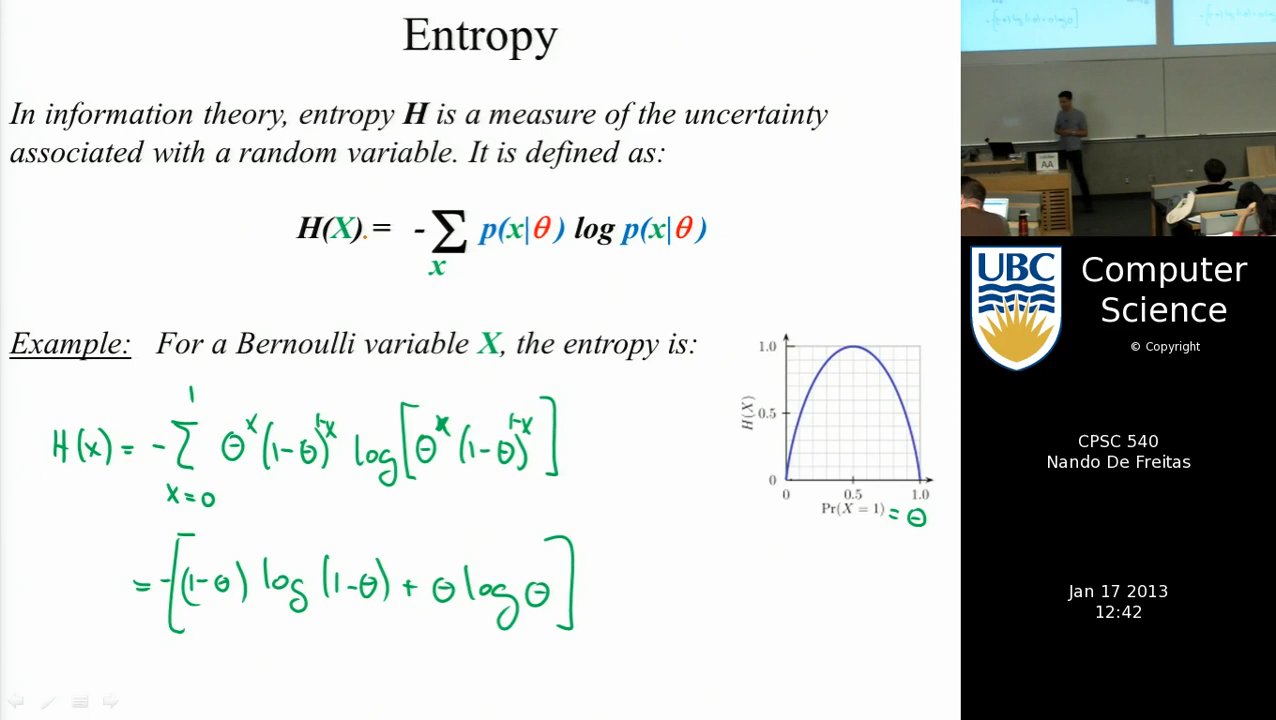 Entropy
In information theory, entropy H is a measure of the uncertainty
associated with a random variable. It is defined as:
H(X) = - ∑ p(x|θ) log p(x|θ)
x
Example: For a Bernoulli variable X, the entropy is:
1
H(x) = - ∑ θ^x (1-θ)^1-x log [θ^x (1-θ)^1-x]
x=0
= -[(1-θ) log (1-θ) + θ log θ]
1.0
H(X)
0.5
0
0 0.5 1.0
Pr(X = 1) = θ
AA
UBC
Computer
Science
© Copyright
CPSC 540
Nando De Freitas
Jan 17 2013
12:42